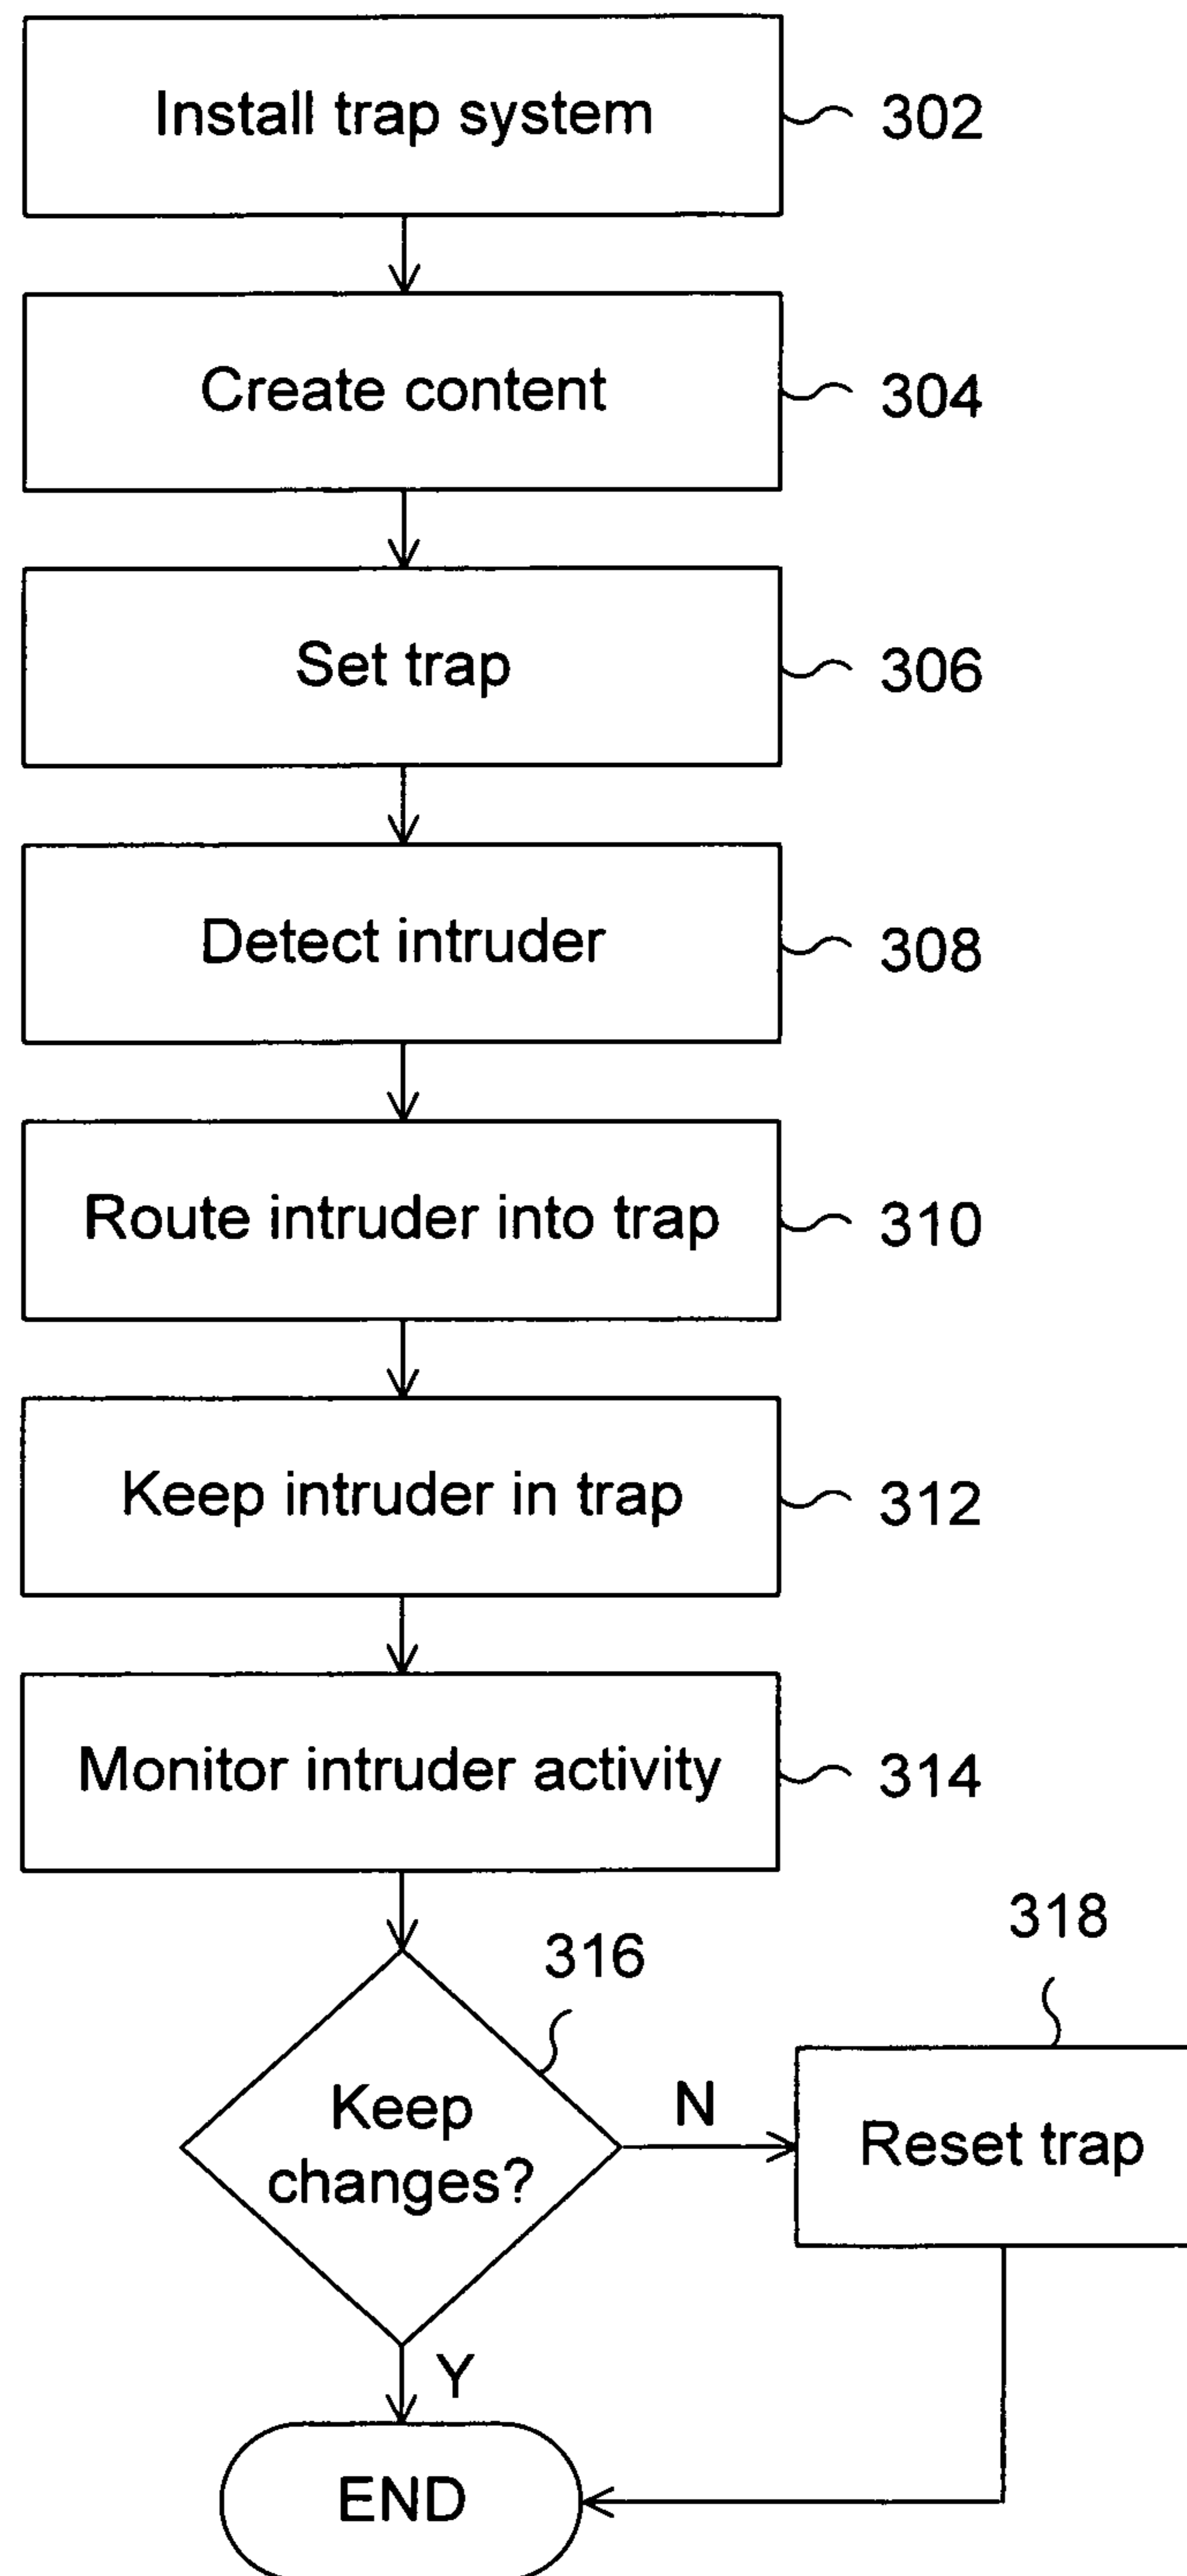 Install trap system
302
Create content
304
Set trap
306
Detect intruder
308
Route intruder into trap
310
Keep intruder in trap
312
Monitor intruder activity
314
316
318
Keep
changes?
N
Reset trap
Y
END